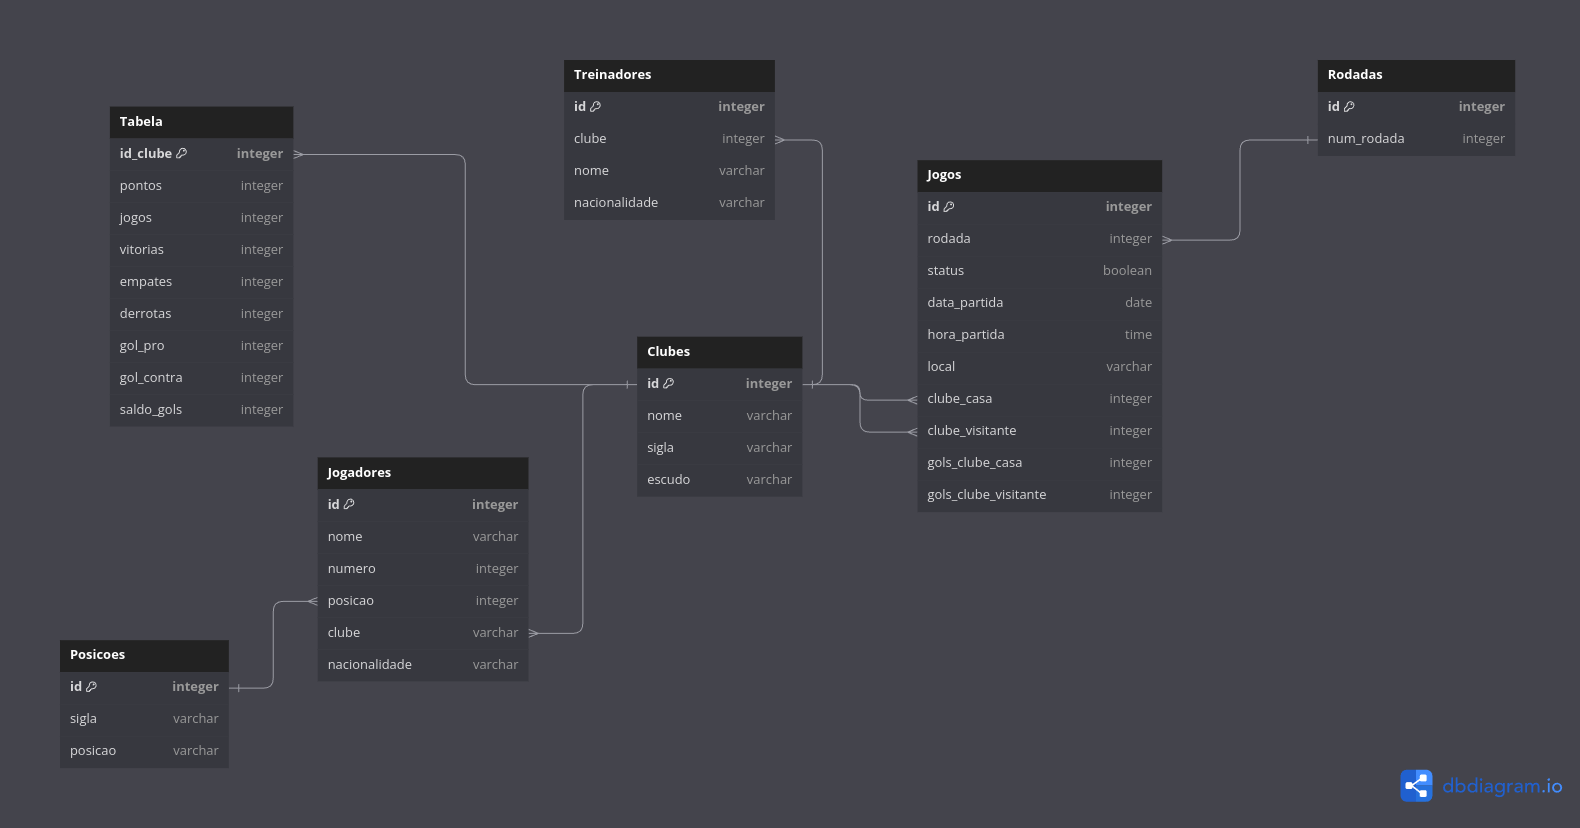 Tabela
id_clube integer
pontos integer
jogos integer
vitorias integer
empates integer
derrotas integer
gol_pro integer
gol_contra integer
saldo_gols integer
Treinadores
id integer
clube integer
nome varchar
nacionalidade varchar
Rodadas
id integer
num_rodada integer
Jogos
id integer
rodada integer
status boolean
data_partida date
hora_partida time
local varchar
clube_casa integer
clube_visitante integer
gols_clube_casa integer
gols_clube_visitante integer
Clubes
id integer
nome varchar
sigla varchar
escudo varchar
Jogadores
id integer
nome varchar
numero integer
posicao integer
clube varchar
nacionalidade varchar
Posicoes
id integer
sigla varchar
posicao varchar
dbdiagram.io